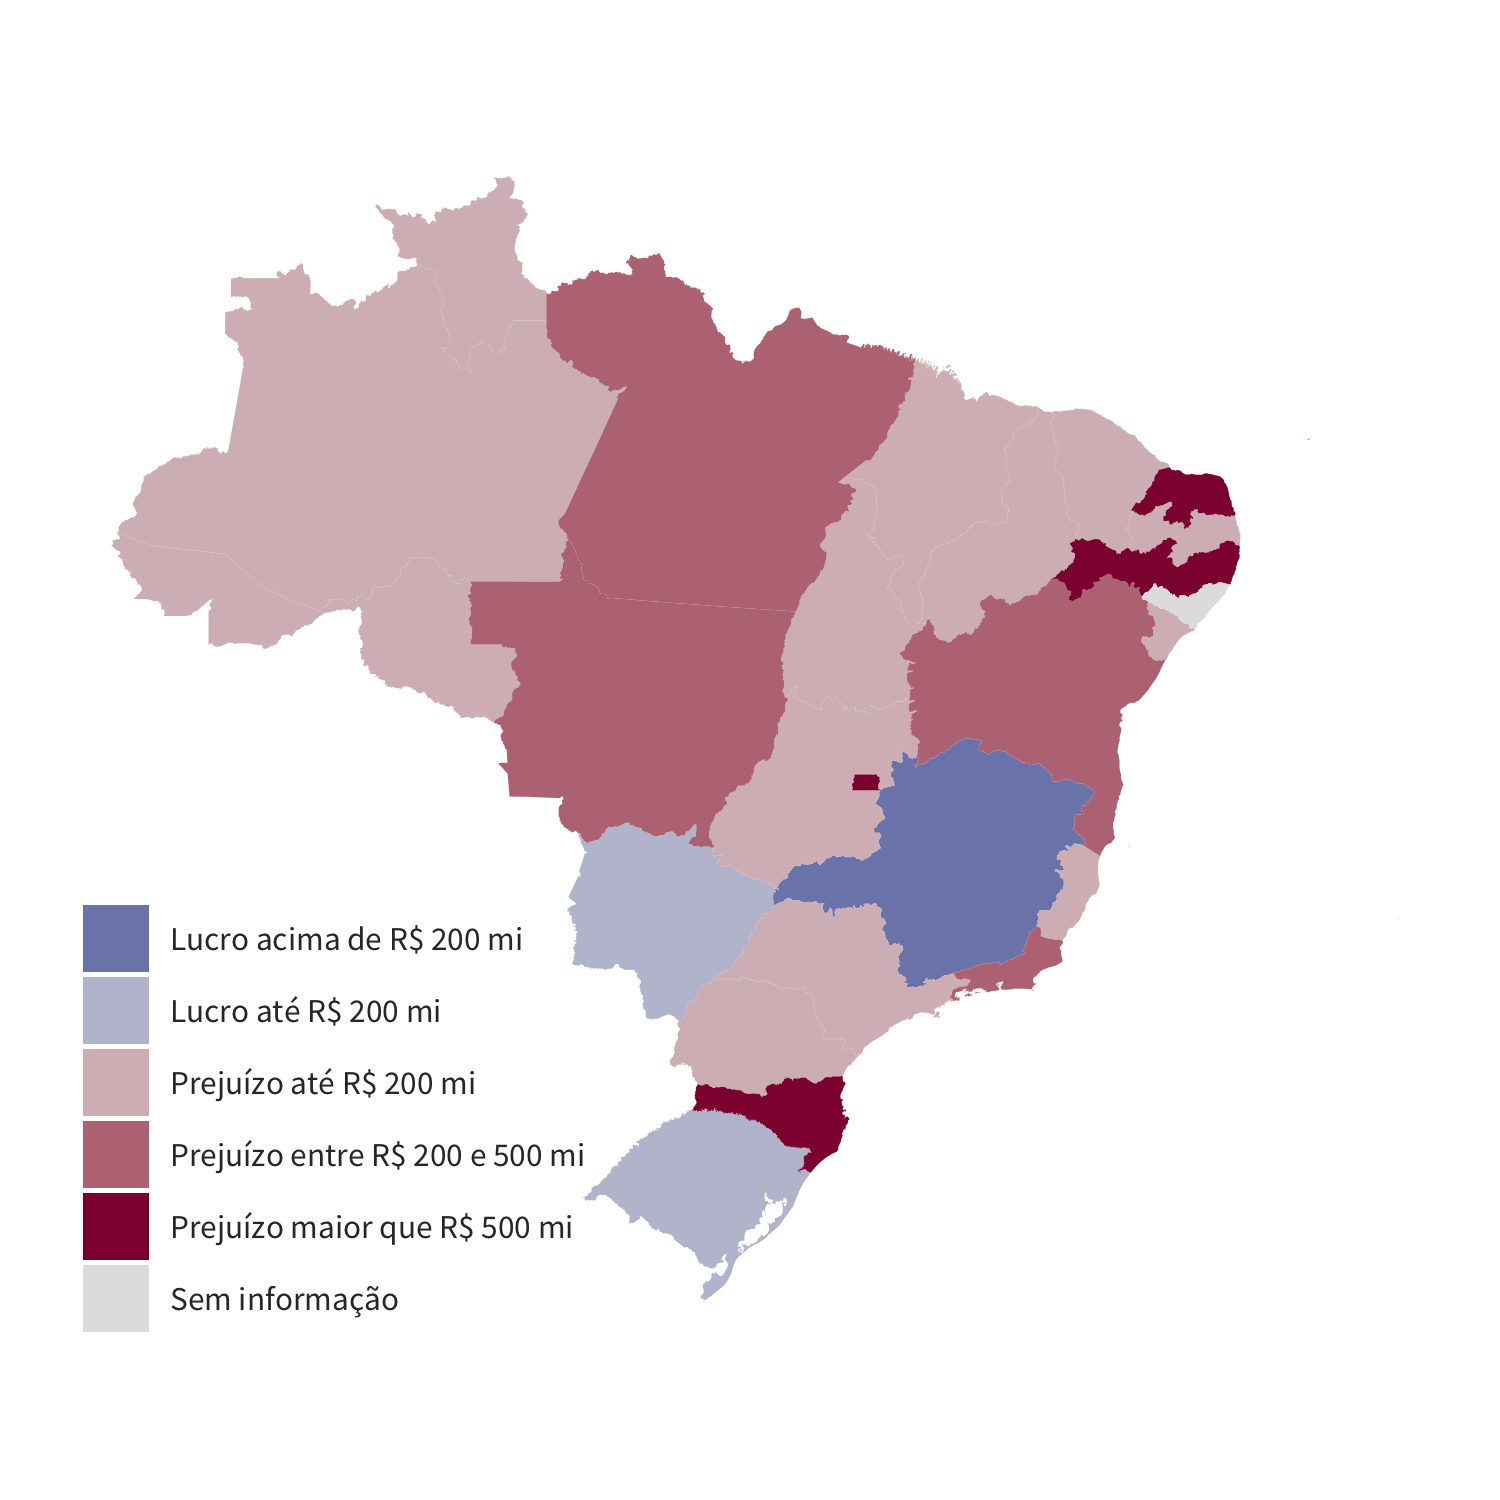 Lucro acima de R$ 200 mi
Lucro até R$ 200 mi
Prejuízo até R$ 200 mi
Prejuízo entre R$ 200 e 500 mi
Prejuízo maior que R$ 500 mi
Sem informação